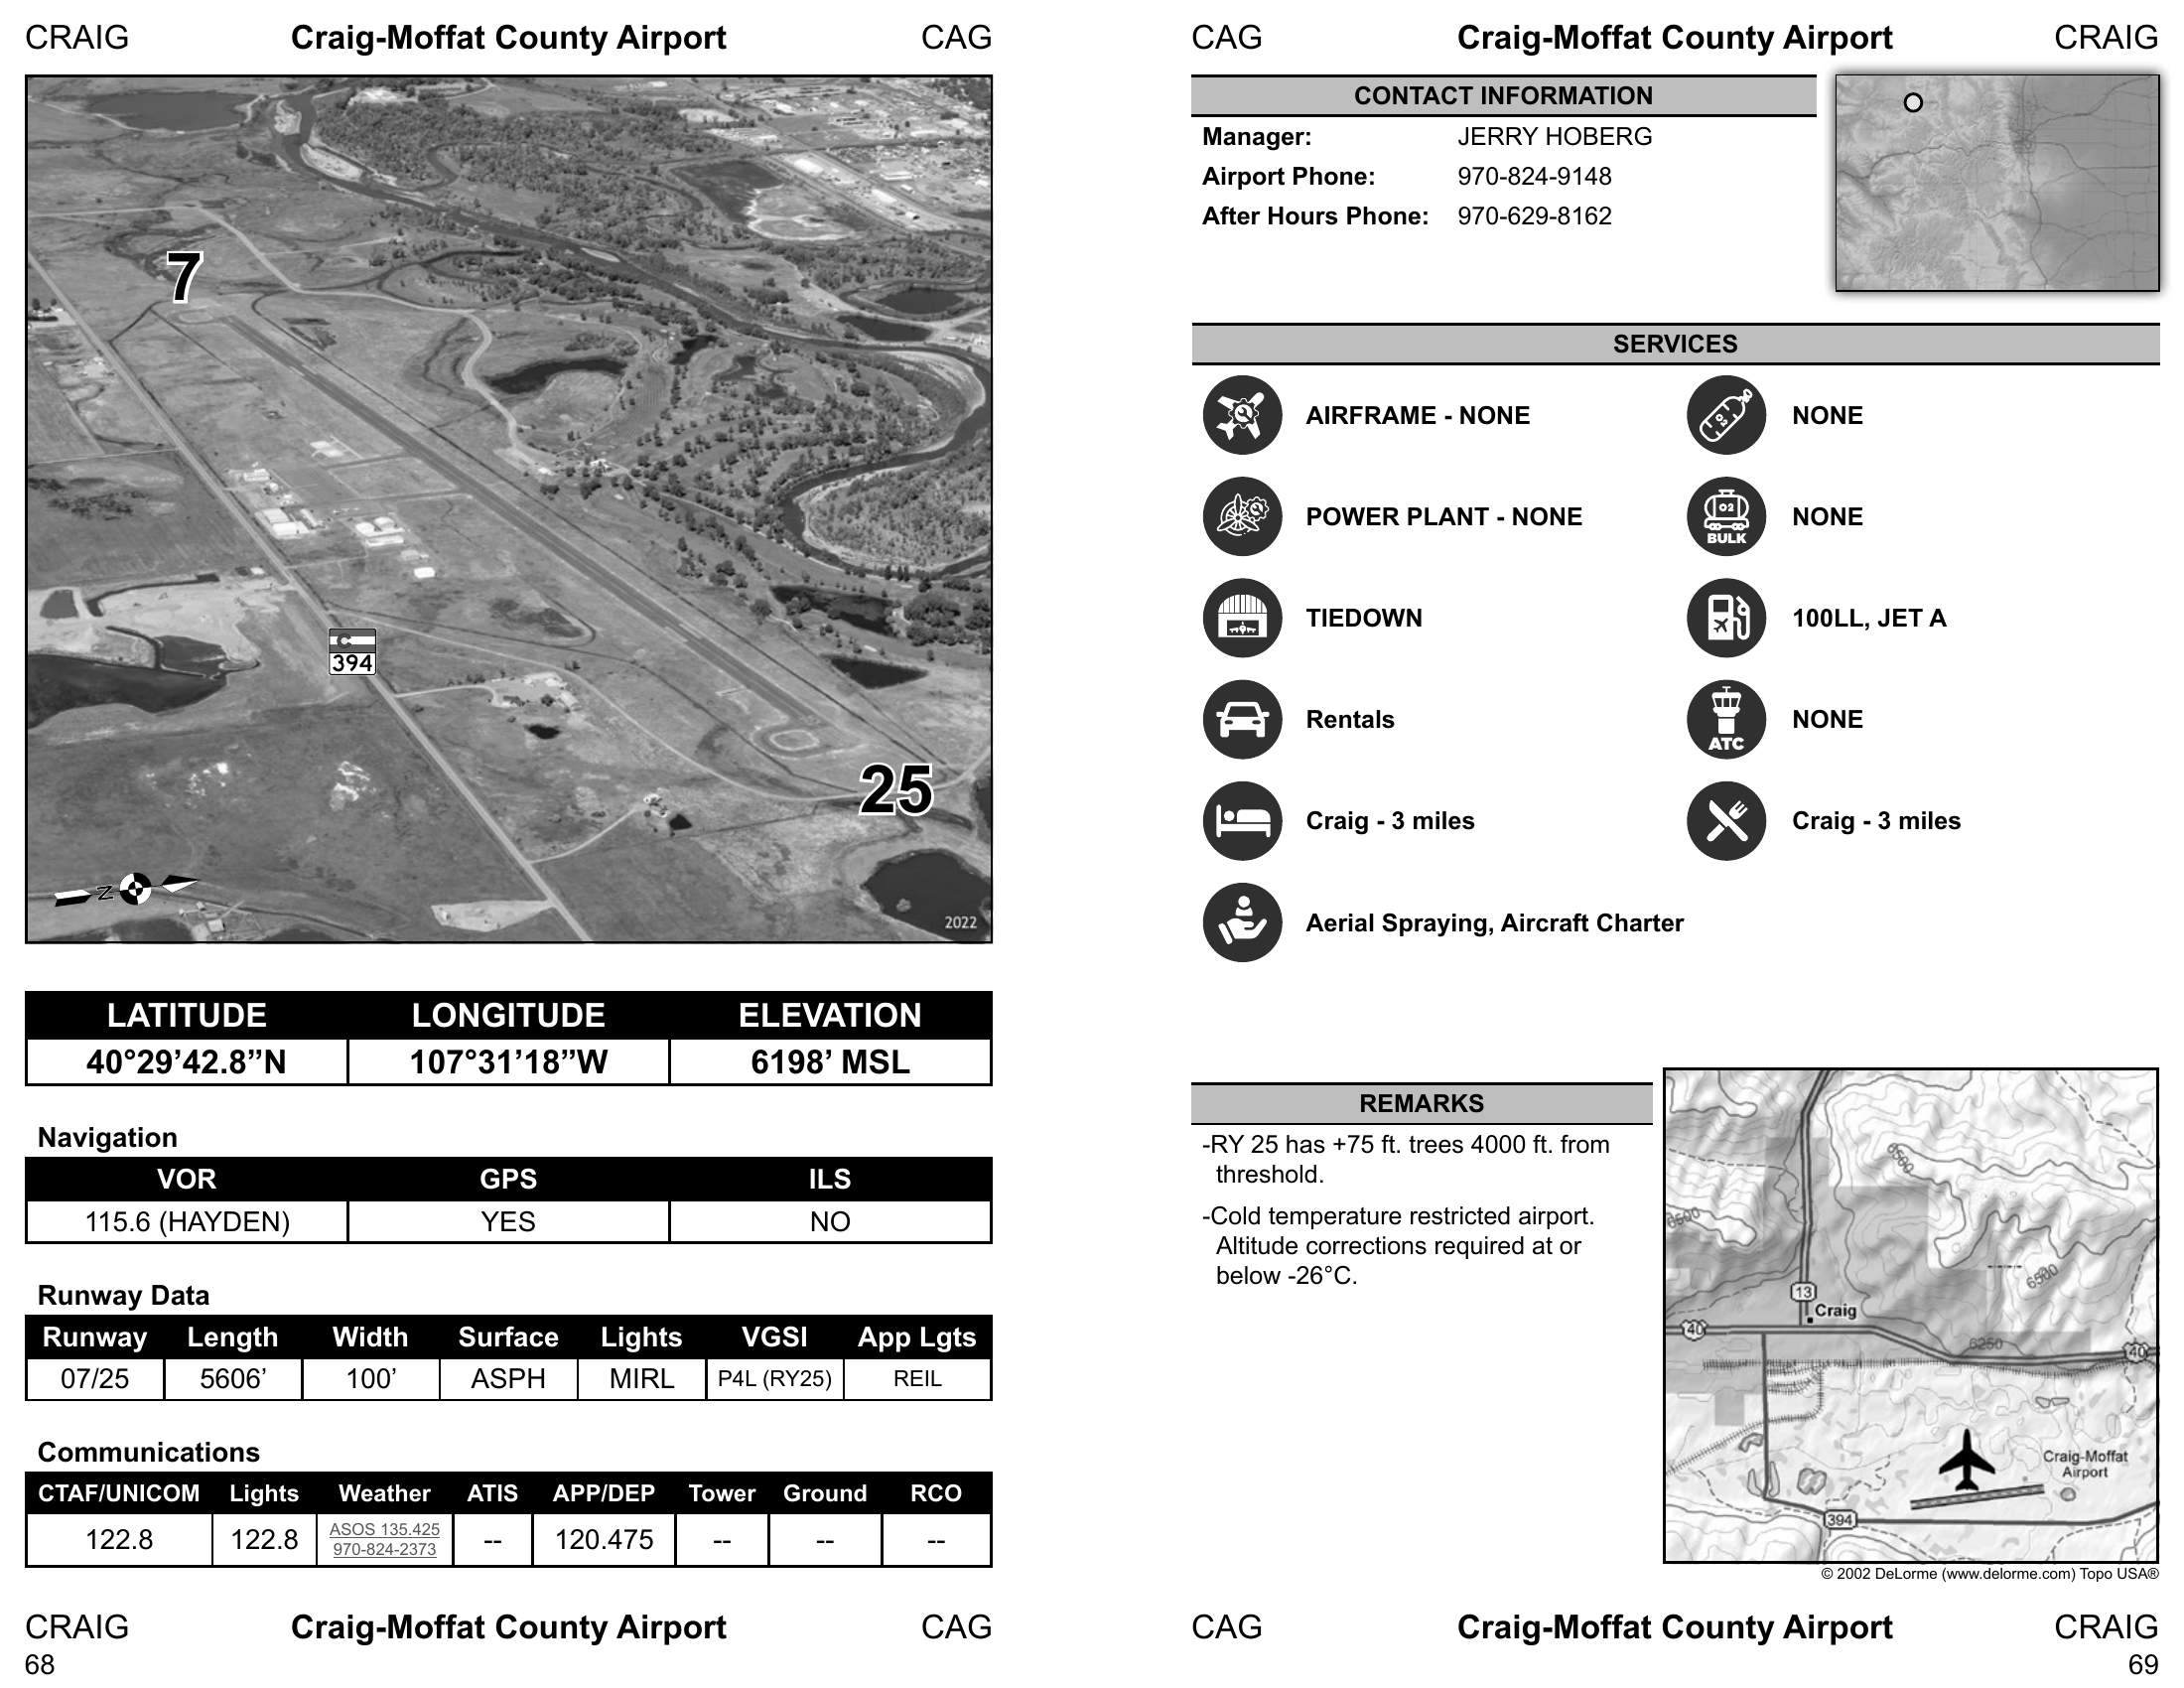 CRAIG Craig-Moffat County Airport CAG
7
C
394
25
N
2022
LATITUDE LONGITUDE ELEVATION
40°29’42.8”N 107°31’18”W 6198’ MSL
Navigation
VOR GPS ILS
115.6 (HAYDEN) YES NO
Runway Data
Runway Length Width Surface Lights VGSI App Lgts
07/25 5606’ 100’ ASPH MIRL P4L (RY25) REIL
Communications
CTAF/UNICOM Lights Weather ATIS APP/DEP Tower Ground RCO
122.8 122.8 ASOS 135.425 970-824-2373 -- 120.475 -- -- --
CRAIG Craig-Moffat County Airport CAG
68
CAG Craig-Moffat County Airport CRAIG
CONTACT INFORMATION
Manager: JERRY HOBERG
Airport Phone: 970-824-9148
After Hours Phone: 970-629-8162
SERVICES
AIRFRAME - NONE
O2 NONE
POWER PLANT - NONE
O2 BULK NONE
TIEDOWN
100LL, JET A
Rentals
ATC NONE
Craig - 3 miles
Craig - 3 miles
Aerial Spraying, Aircraft Charter
REMARKS
-RY 25 has +75 ft. trees 4000 ft. from
threshold.
-Cold temperature restricted airport.
Altitude corrections required at or
below -26°C.
6500
6500
6500
13
Craig
40
6250
40
Craig-Moffat
Airport
394
© 2002 DeLorme (www.delorme.com) Topo USA®
CAG Craig-Moffat County Airport CRAIG
69